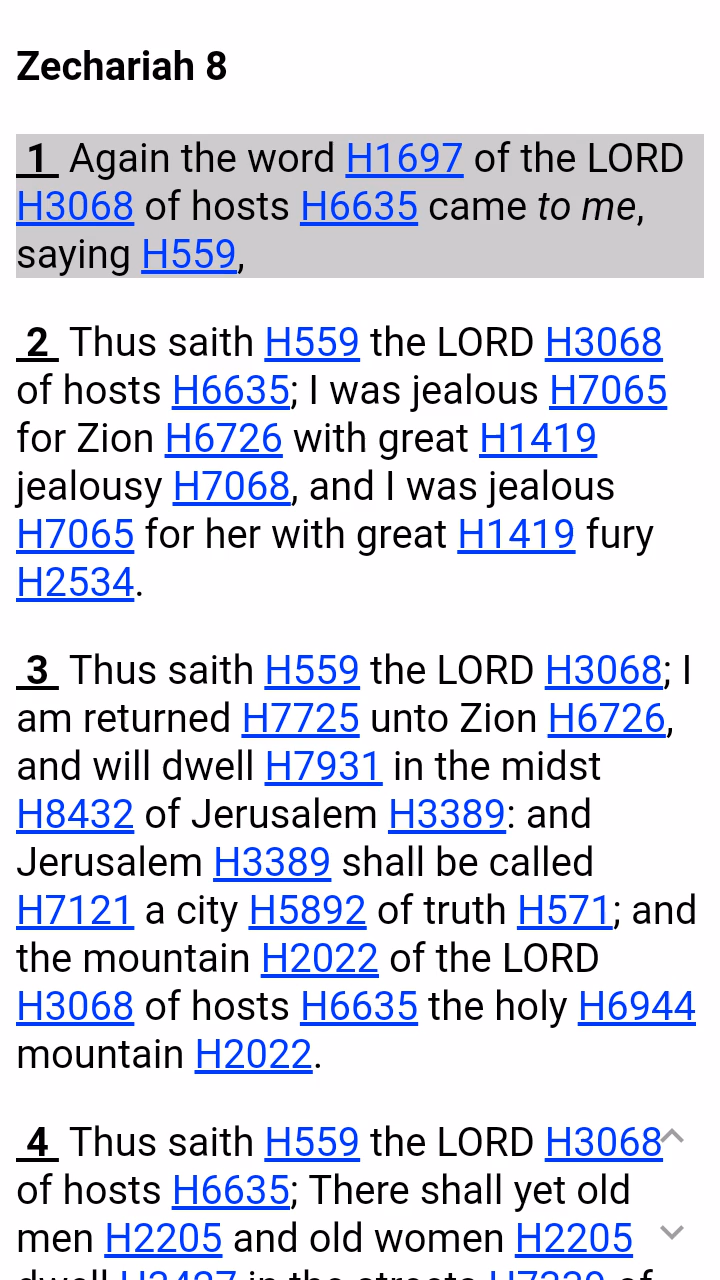 Zechariah 8
1 Again the word H1697 of the LORD
H3068 of hosts H6635 came to me,
saying H559,
2 Thus saith H559 the LORD H3068
of hosts H6635; I was jealous H7065
for Zion H6726 with great H1419
jealousy H7068, and I was jealous
H7065 for her with great H1419 fury
H2534.
3 Thus saith H559 the LORD H3068; I
am returned H7725 unto Zion H6726,
and will dwell H7931 in the midst
H8432 of Jerusalem H3389: and
Jerusalem H3389 shall be called
H7121 a city H5892 of truth H571; and
the mountain H2022 of the LORD
H3068 of hosts H6635 the holy H6944
mountain H2022.
4 Thus saith H559 the LORD H3068
of hosts H6635; There shall yet old
men H2205 and old women H2205
dwell H3427 in the streets of